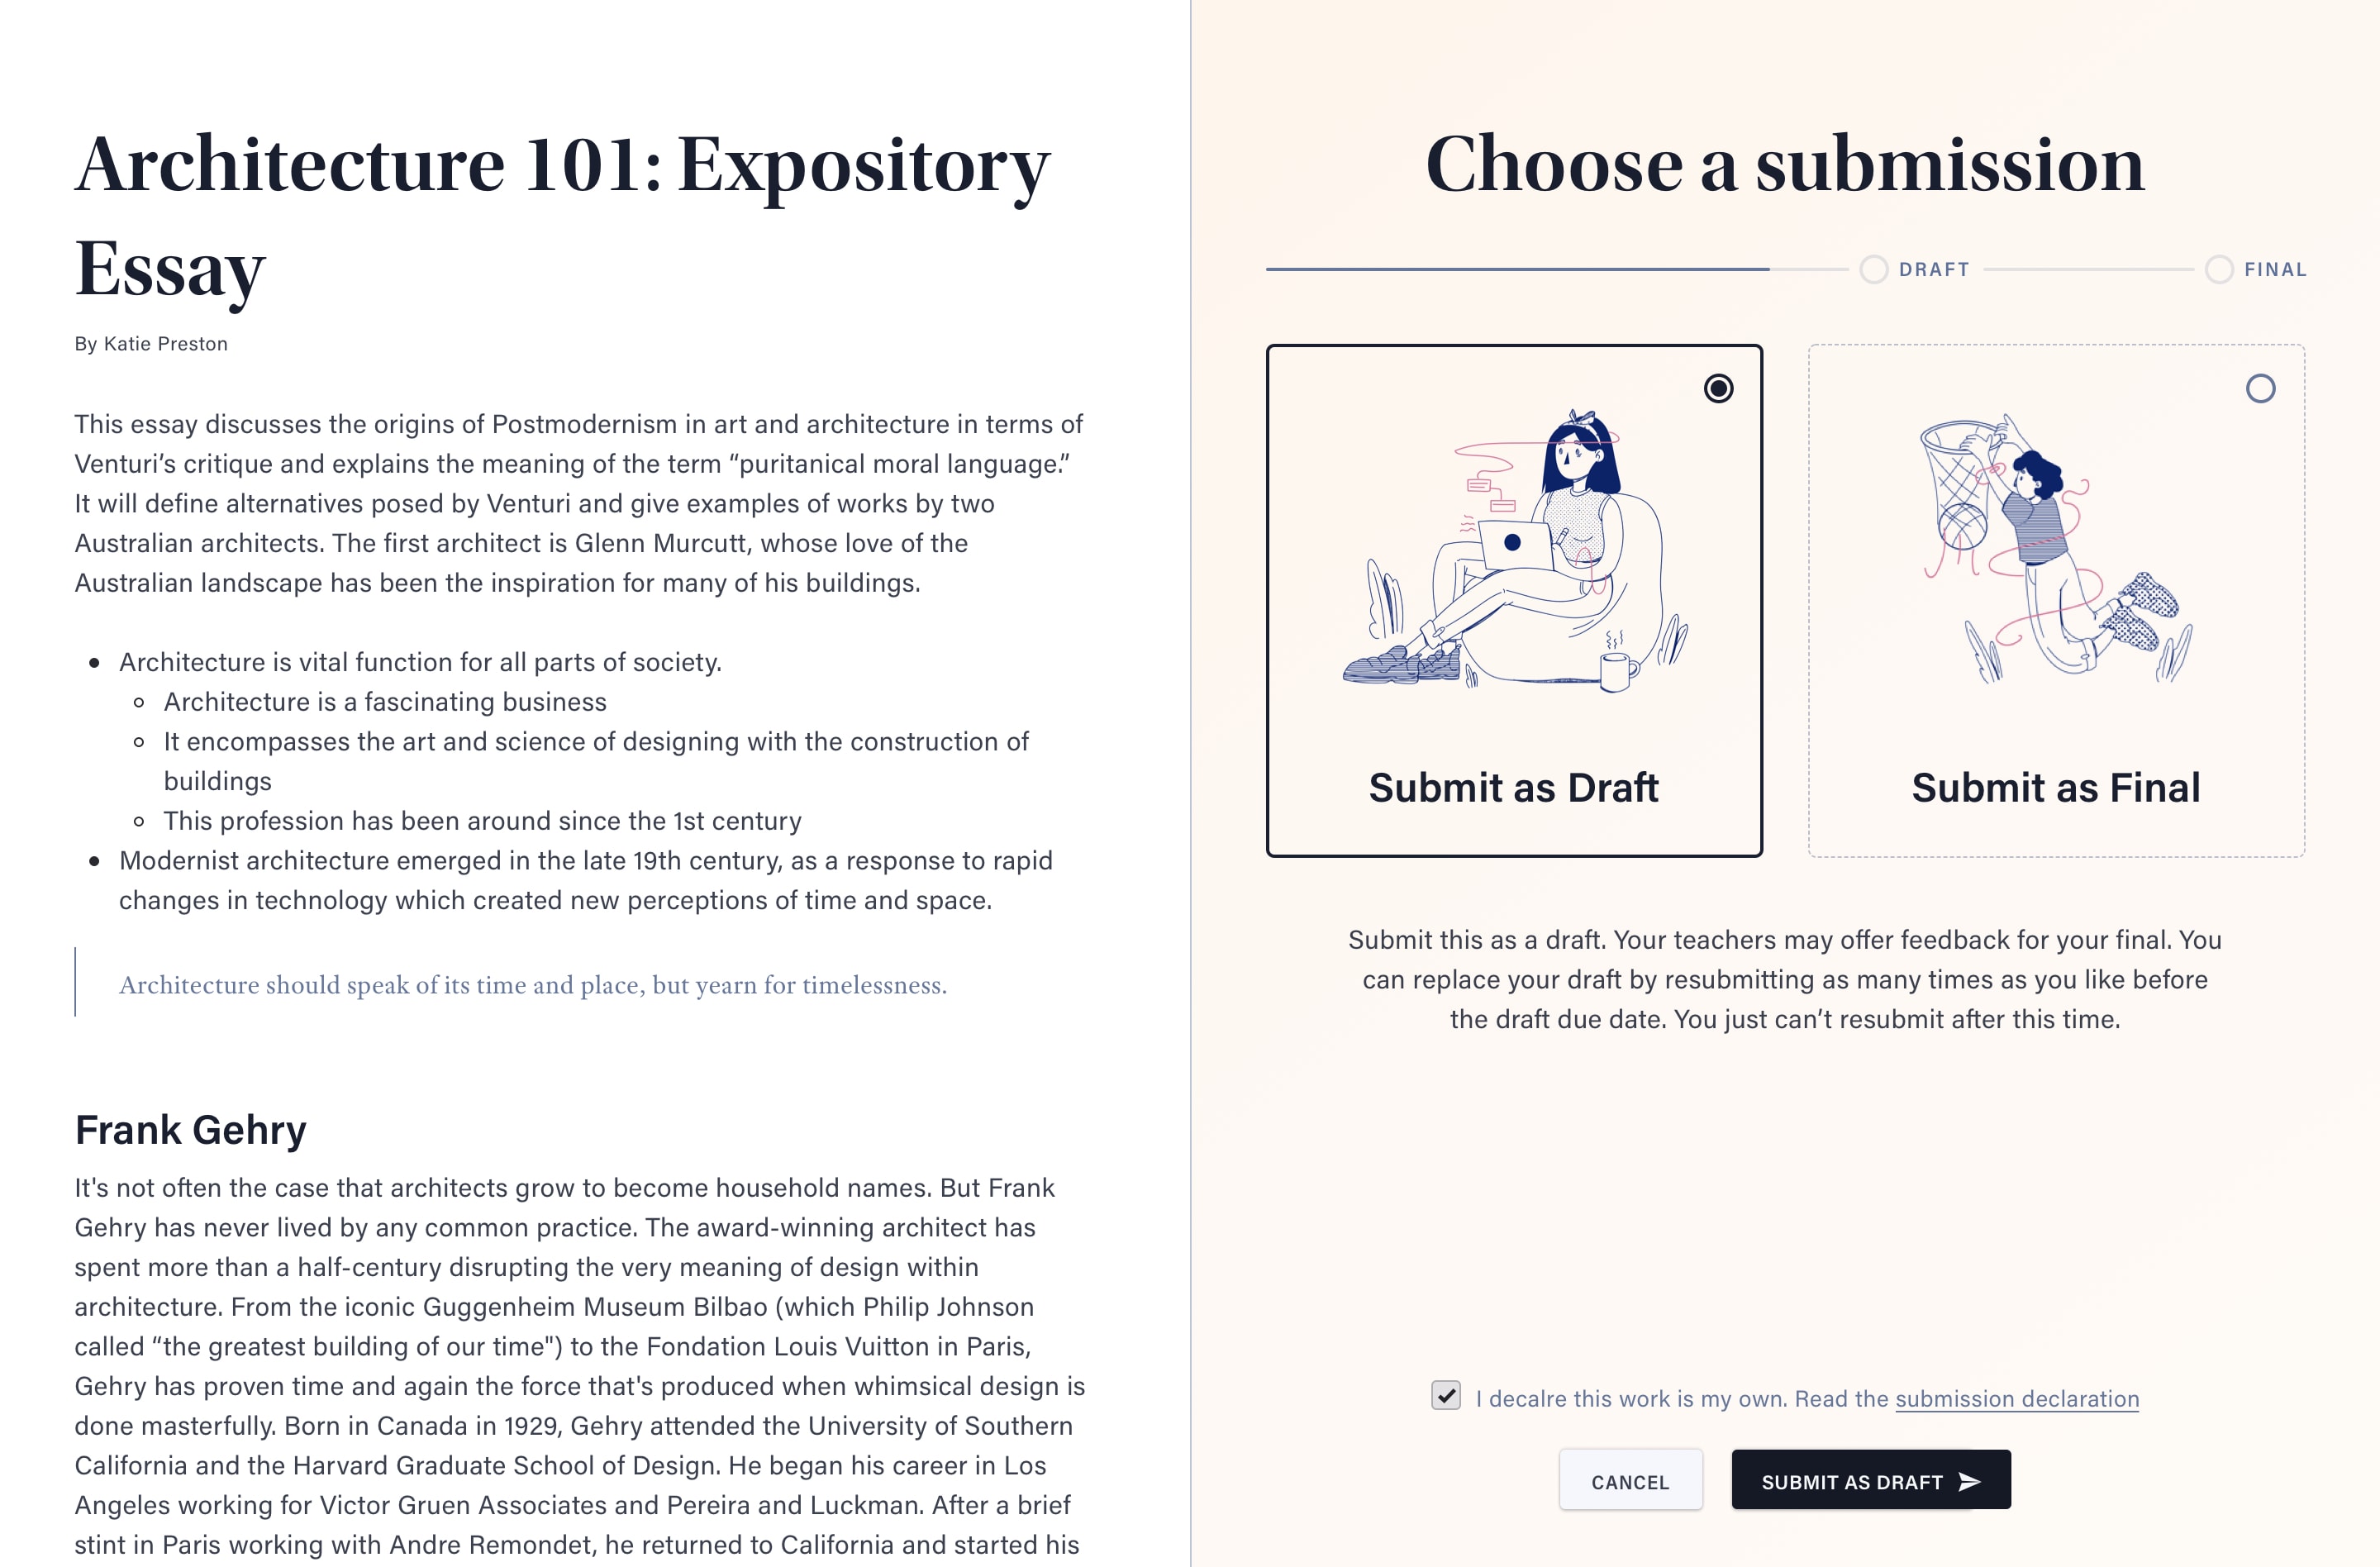 Architecture 101: Expository
Essay
By Katie Preston
This essay discusses the origins of Postmodernism in art and architecture in terms of
Venturi’s critique and explains the meaning of the term “puritanical moral language.”
It will define alternatives posed by Venturi and give examples of works by two
Australian architects. The first architect is Glenn Murcutt, whose love of the
Australian landscape has been the inspiration for many of his buildings.
Architecture is vital function for all parts of society.
Architecture is a fascinating business
It encompasses the art and science of designing with the construction of
buildings
This profession has been around since the 1st century
Modernist architecture emerged in the late 19th century, as a response to rapid
changes in technology which created new perceptions of time and space.
Architecture should speak of its time and place, but yearn for timelessness.
Frank Gehry
It's not often the case that architects grow to become household names. But Frank
Gehry has never lived by any common practice. The award-winning architect has
spent more than a half-century disrupting the very meaning of design within
architecture. From the iconic Guggenheim Museum Bilbao (which Philip Johnson
called “the greatest building of our time") to the Fondation Louis Vuitton in Paris,
Gehry has proven time and again the force that's produced when whimsical design is
done masterfully. Born in Canada in 1929, Gehry attended the University of Southern
California and the Harvard Graduate School of Design. He began his career in Los
Angeles working for Victor Gruen Associates and Pereira and Luckman. After a brief
stint in Paris working with Andre Remondet, he returned to California and started his
Choose a submission
DRAFT
FINAL
Submit as Draft
Submit as Final
Submit this as a draft. Your teachers may offer feedback for your final. You
can replace your draft by resubmitting as many times as you like before
the draft due date. You just can’t resubmit after this time.
I decalre this work is my own. Read the submission declaration
CANCEL
SUBMIT AS DRAFT